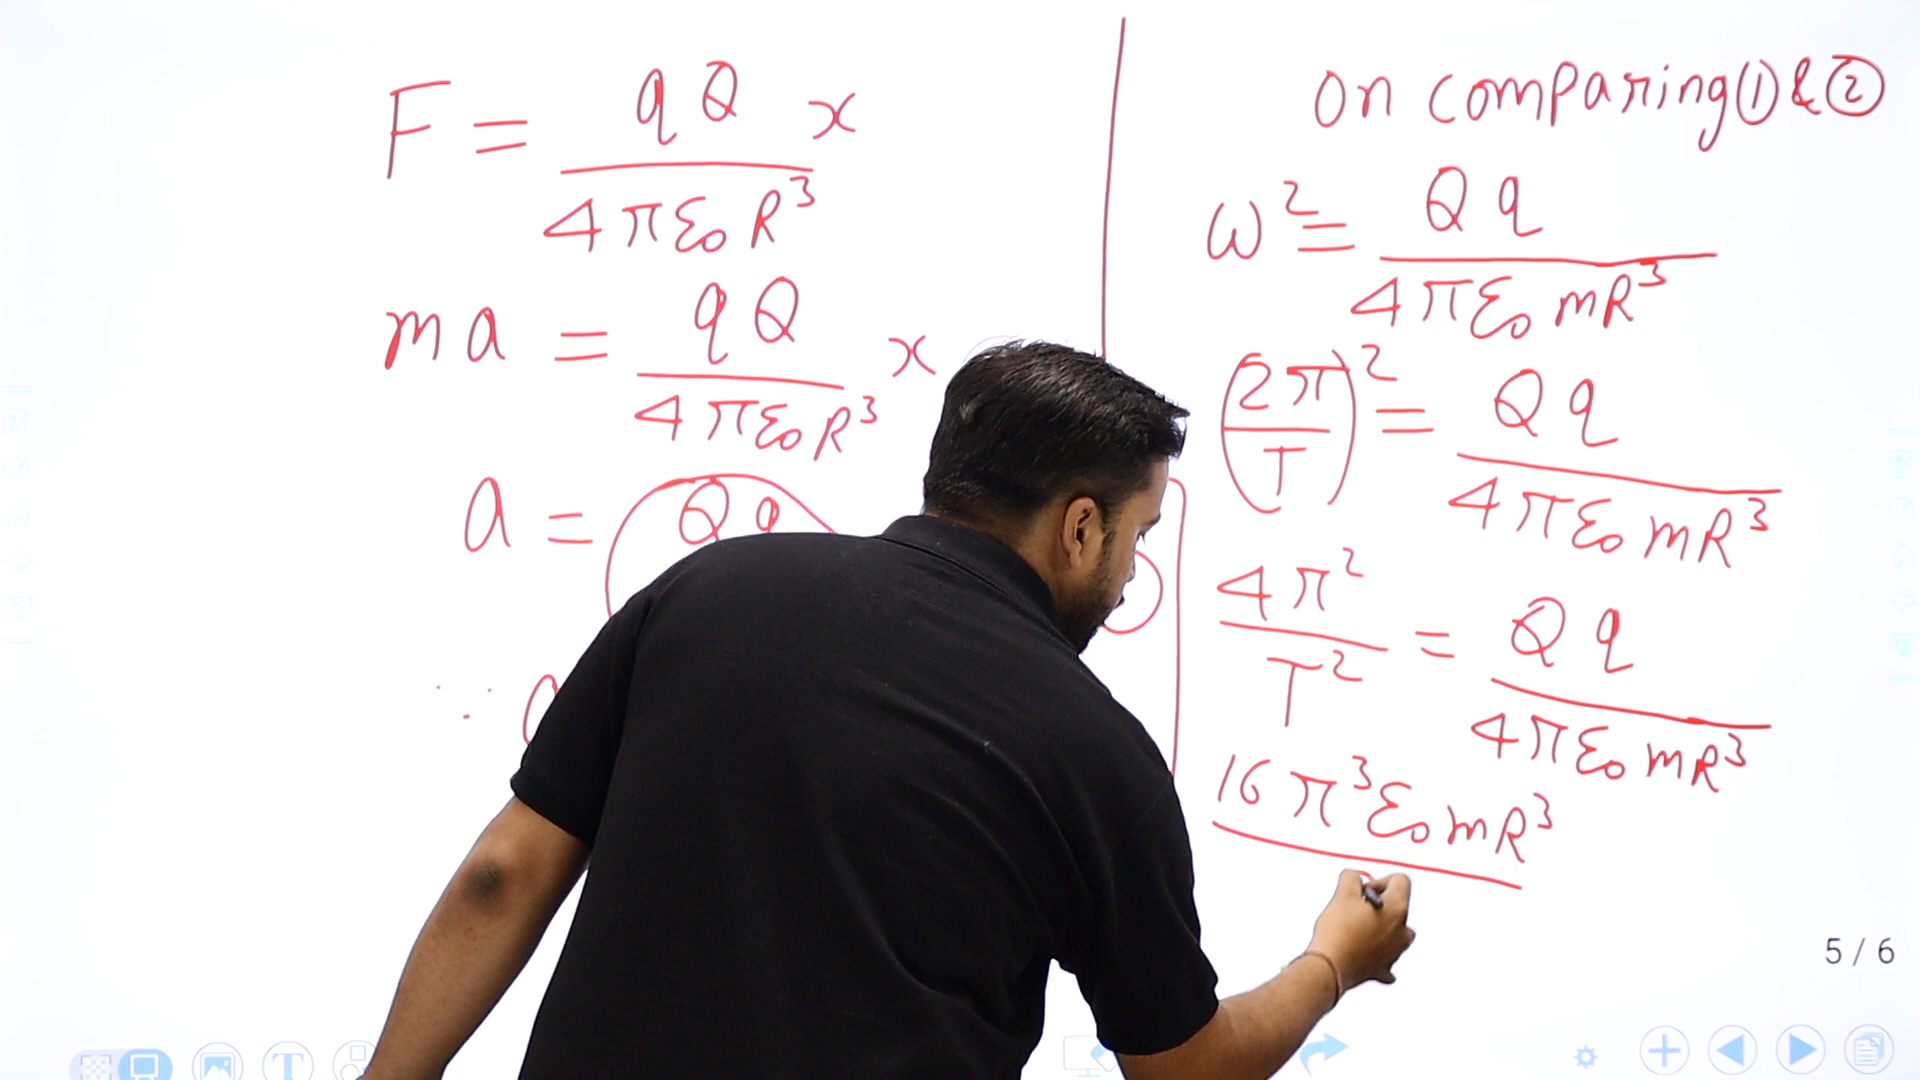 F = qQ x / 4πε₀R³
ma = qQ / 4πε₀R³ x
a = Qq
∵ a
On comparing ① & ②
ω² = Qq / 4πε₀mR³
(2π/T)² = Qq / 4πε₀mR³
4π²/T² = Qq / 4πε₀mR³
16π³ε₀mR³
5 / 6
T